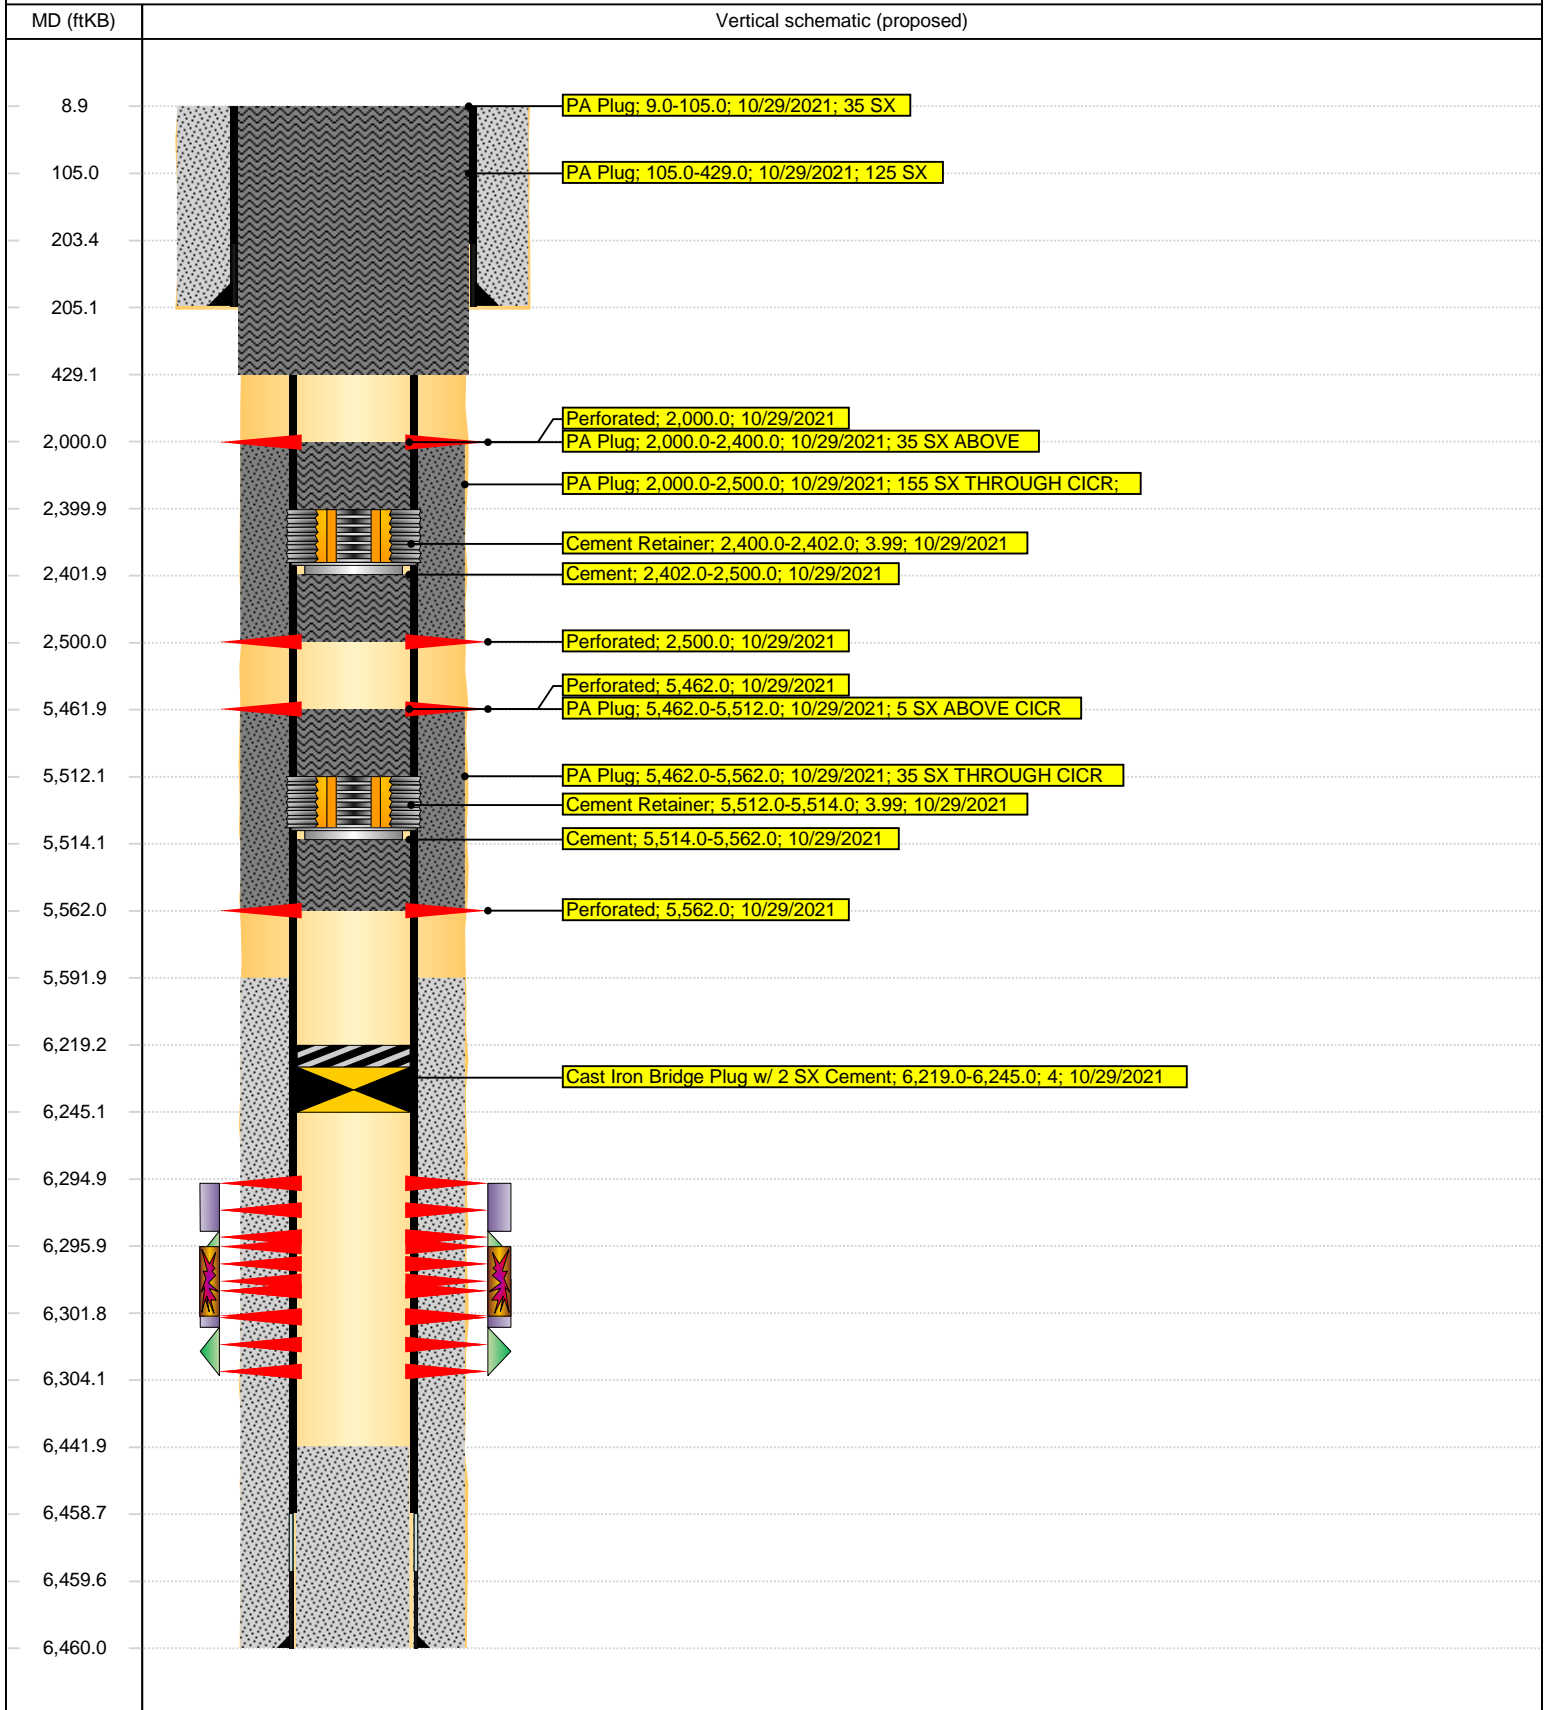 MD (ftKB)
Vertical schematic (proposed)
8.9
PA Plug; 9.0-105.0; 10/29/2021; 35 SX
105.0
PA Plug; 105.0-429.0; 10/29/2021; 125 SX
203.4
205.1
429.1
Perforated; 2,000.0; 10/29/2021
2,000.0
PA Plug; 2,000.0-2,400.0; 10/29/2021; 35 SX ABOVE
PA Plug; 2,000.0-2,500.0; 10/29/2021; 155 SX THROUGH CICR;
2,399.9
Cement Retainer; 2,400.0-2,402.0; 3.99; 10/29/2021
2,401.9
Cement; 2,402.0-2,500.0; 10/29/2021
2,500.0
Perforated; 2,500.0; 10/29/2021
Perforated; 5,462.0; 10/29/2021
5,461.9
PA Plug; 5,462.0-5,512.0; 10/29/2021; 5 SX ABOVE CICR
5,512.1
PA Plug; 5,462.0-5,562.0; 10/29/2021; 35 SX THROUGH CICR
Cement Retainer; 5,512.0-5,514.0; 3.99; 10/29/2021
5,514.1
Cement; 5,514.0-5,562.0; 10/29/2021
5,562.0
Perforated; 5,562.0; 10/29/2021
5,591.9
6,219.2
Cast Iron Bridge Plug w/ 2 SX Cement; 6,219.0-6,245.0; 4; 10/29/2021
6,245.1
6,294.9
6,295.9
6,301.8
6,304.1
6,441.9
6,458.7
6,459.6
6,460.0